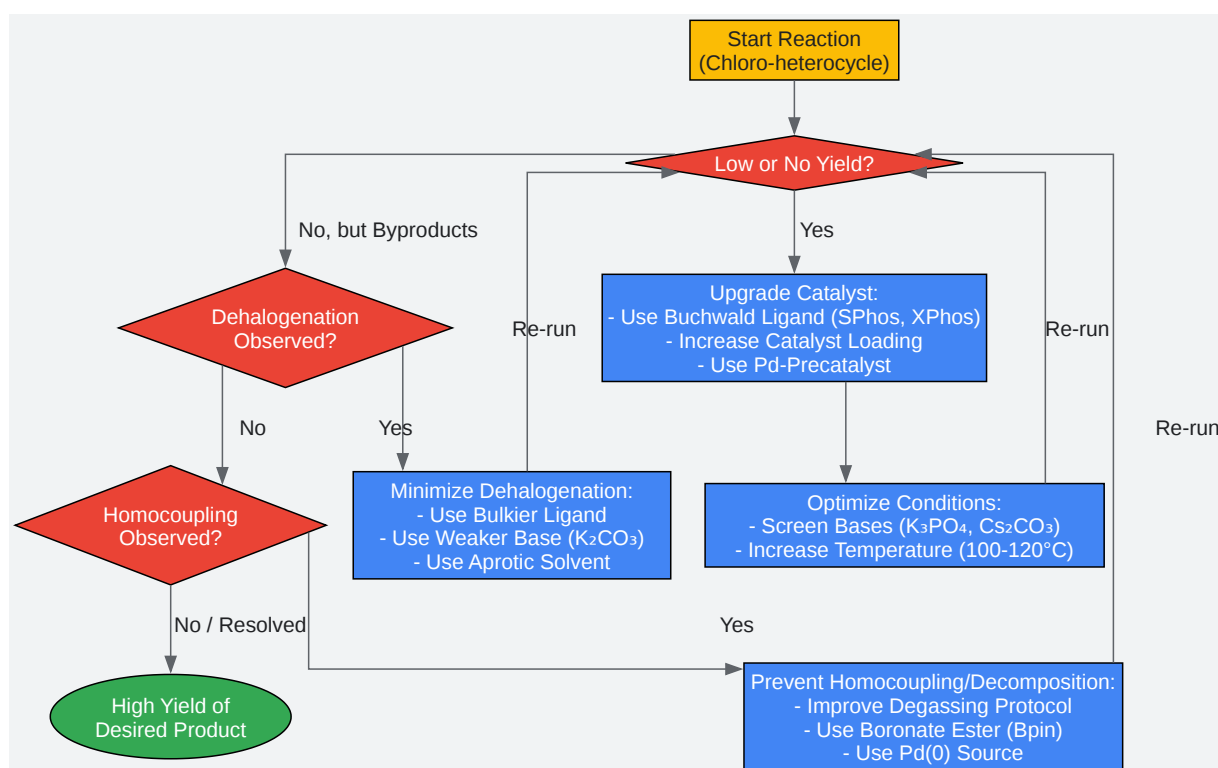 Start Reaction
(Chloro-heterocycle)
Low or No Yield?
No, but Byproducts
Yes
Dehalogenation
Observed?
Re-run
Upgrade Catalyst:
- Use Buchwald Ligand (SPhos, XPhos)
- Increase Catalyst Loading
- Use Pd-Precatalyst
Re-run
No
Yes
Re-run
Homocoupling
Observed?
Minimize Dehalogenation:
- Use Bulkier Ligand
- Use Weaker Base (K₂CO₃)
- Use Aprotic Solvent
Optimize Conditions:
- Screen Bases (K₃PO₄, Cs₂CO₃)
- Increase Temperature (100-120°C)
No / Resolved
Yes
High Yield of
Desired Product
Prevent Homocoupling/Decomposition:
- Improve Degassing Protocol
- Use Boronate Ester (Bpin)
- Use Pd(0) Source